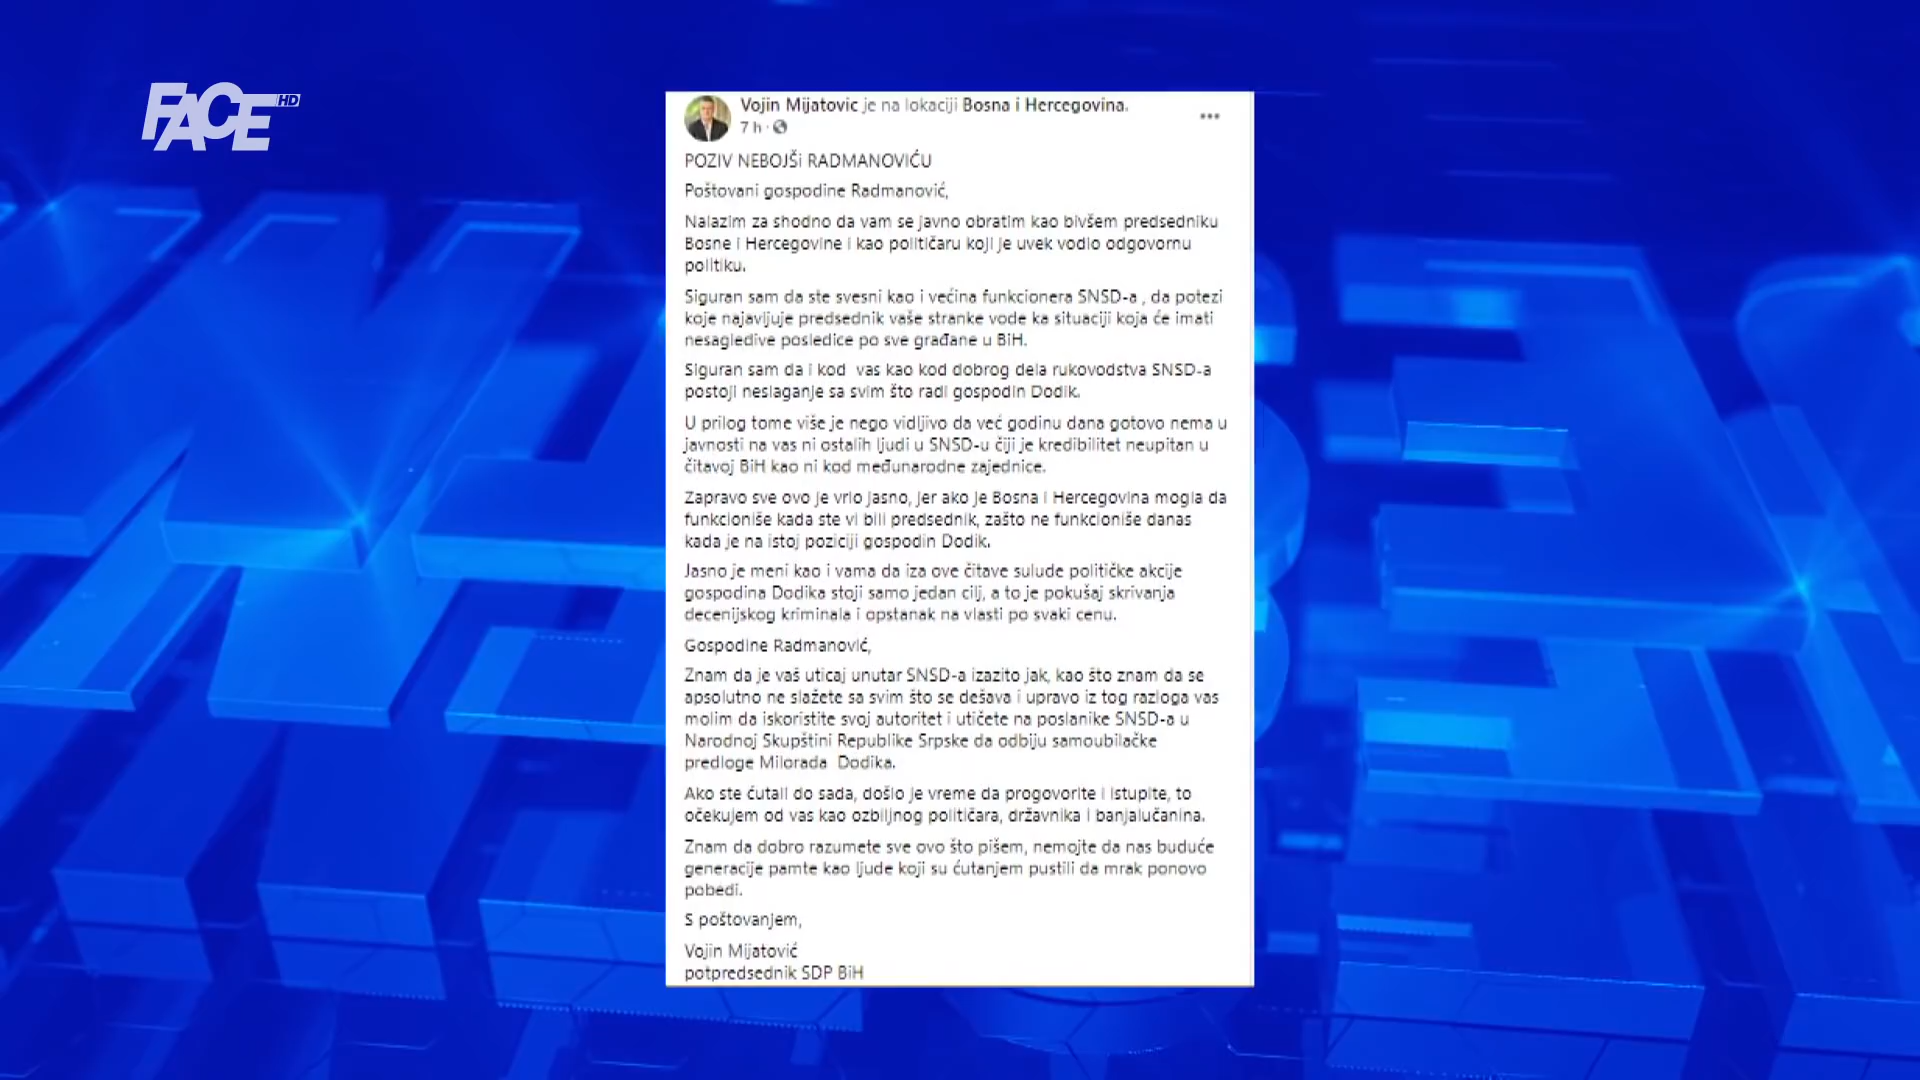 FACE HD
Vojin Mijatovic je na lokaciji Bosna i Hercegovina.
7 h ·
POZIV NEBOJŠi RADMANOVIĆU
Poštovani gospodine Radmanović,
Nalazim za shodno da vam se javno obratim kao bivšem predsedniku
Bosne i Hercegovine i kao političaru koji je uvek vodio odgovornu
politiku.
Siguran sam da ste svesni kao i većina funkcionera SNSD-a , da potezi
koje najavljuje predsednik vaše stranke vode ka situaciji koja će imati
nesagledive posledice po sve građane u BiH.
Siguran sam da i kod  vas kao kod dobrog dela rukovodstva SNSD-a
postoji neslaganje sa svim što radi gospodin Dodik.
U prilog tome više je nego vidljivo da već godinu dana gotovo nema u
javnosti na vas ni ostalih ljudi u SNSD-u čiji je kredibilitet neupitan u
čitavoj BiH kao ni kod međunarodne zajednice.
Zapravo sve ovo je vrlo jasno, jer ako je Bosna i Hercegovina mogla da
funkcioniše kada ste vi bili predsednik, zašto ne funkcioniše danas
kada je na istoj poziciji gospodin Dodik.
Jasno je meni kao i vama da iza ove čitave sulude političke akcije
gospodina Dodika stoji samo jedan cilj, a to je pokušaj skrivanja
decenijskog kriminala i opstanak na vlasti po svaki cenu.
Gospodine Radmanović,
Znam da je vaš uticaj unutar SNSD-a izazito jak, kao što znam da se
apsolutno ne slažete sa svim što se dešava i upravo iz tog razloga vas
molim da iskoristite svoj autoritet i utičete na poslanike SNSD-a u
Narodnoj Skupštini Republike Srpske da odbiju samoubilačke
predloge Milorada  Dodika.
Ako ste ćutali do sada, došlo je vreme da progovorite i istupite, to
očekujem od vas kao ozbiljnog političara, državnika i banjalučanina.
Znam da dobro razumete sve ovo što pišem, nemojte da nas buduće
generacije pamte kao ljude koji su ćutanjem pustili da mrak ponovo
pobedi.
S poštovanjem,
Vojin Mijatović
potpredsednik SDP BiH